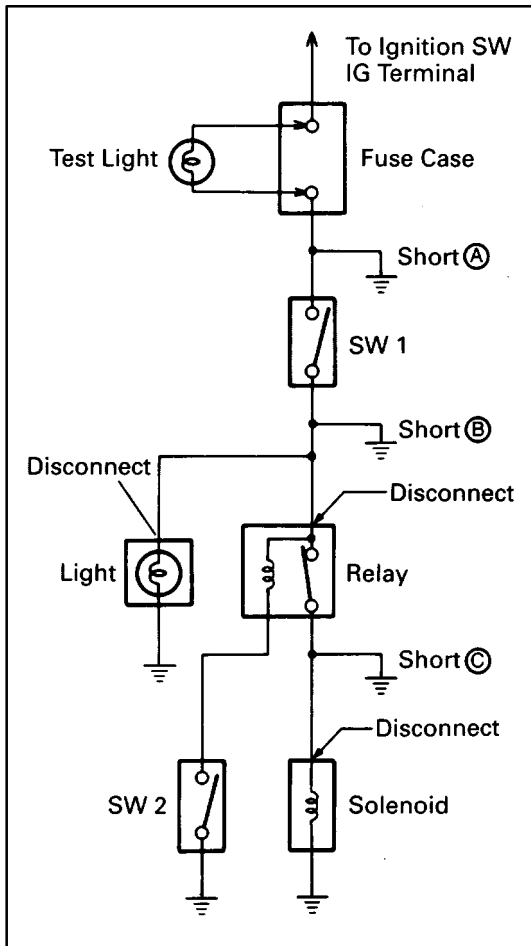 To Ignition SW
IG Terminal
Test Light
Fuse Case
Short Ⓐ
SW 1
Short Ⓑ
Disconnect
Disconnect
Light
Relay
Short Ⓒ
Disconnect
SW 2
Solenoid